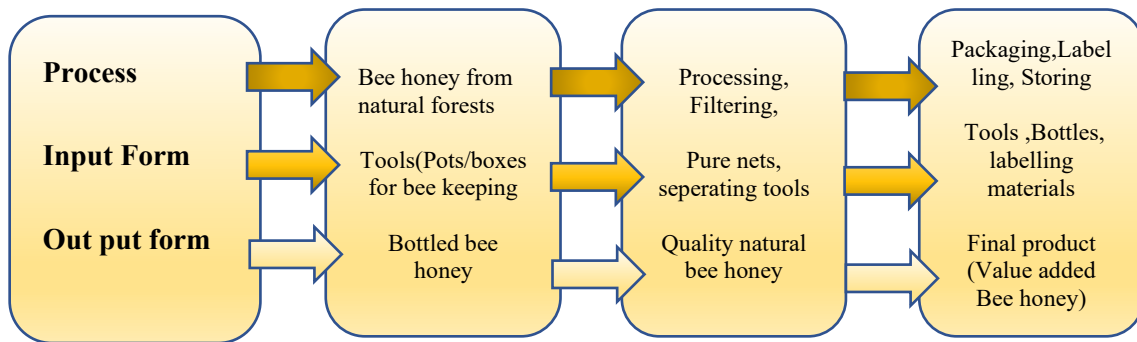 Process
Input Form
Out put form
Bee honey from
natural forests
Tools(Pots/boxes
for bee keeping
Bottled bee
honey
Processing,
Filtering,
Pure nets,
seperating tools
Quality natural
bee honey
Packaging,Label
ling, Storing
Tools ,Bottles,
labelling
materials
Final product
(Value added
Bee honey)